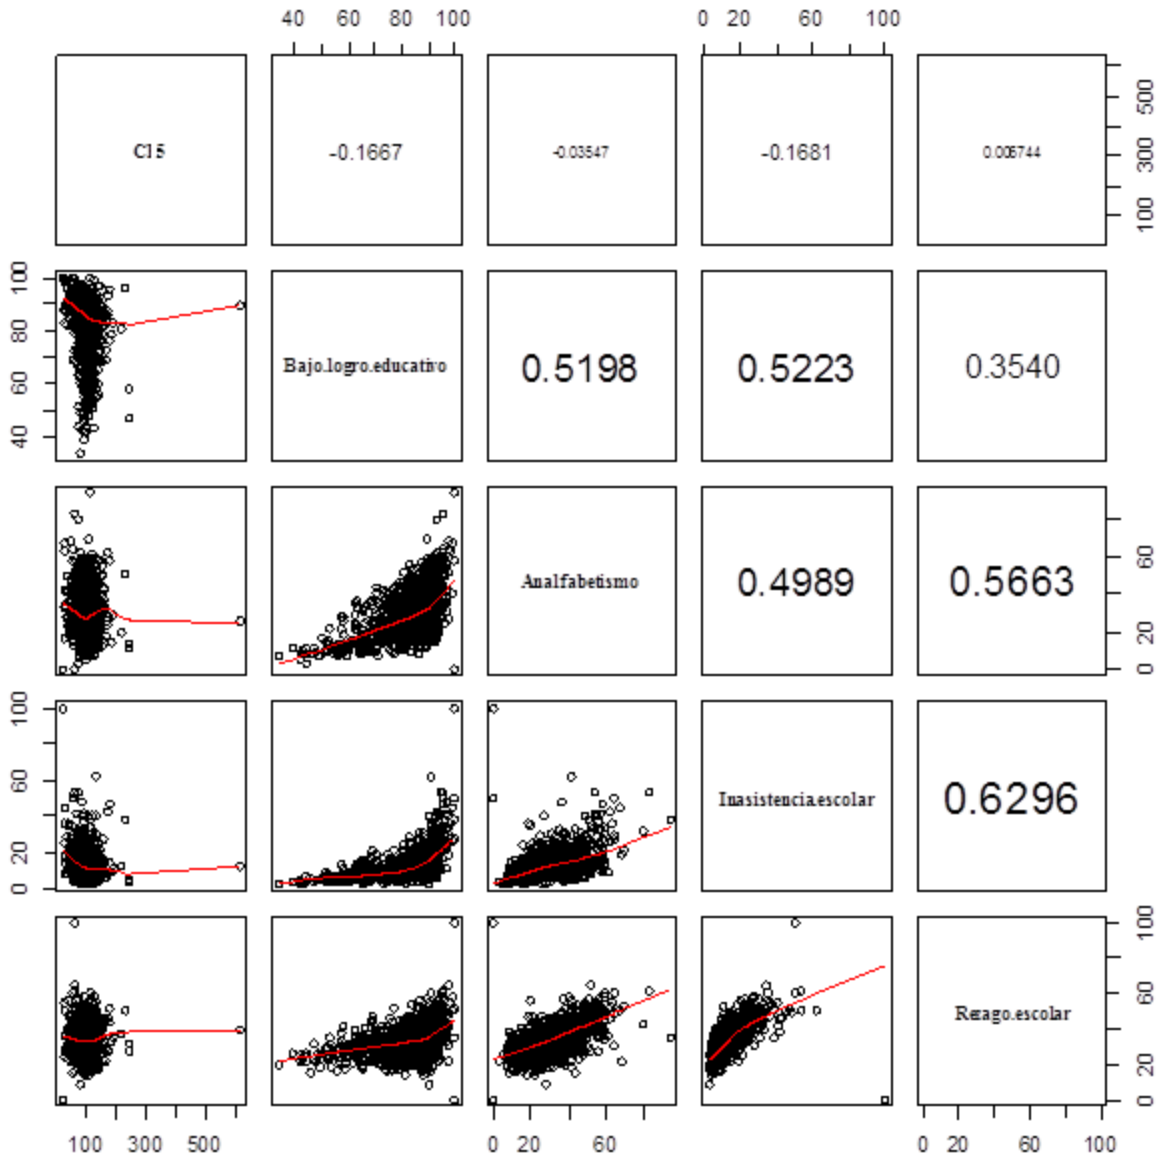 40 60 80 100 0 20 60 100
C15 -0.1667 -0.03547 -0.1681 0.006744
100 300 500
40 60 80 100
Bajo.logro.educativo 0.5198 0.5223 0.3540
Analfabetismo 0.4989 0.5663
0 20 60
0 20 60 100
Inasistencia.escolar 0.6296
Rezago.escolar
0 20 60 100
100 300 500 0 20 60 0 20 60 100